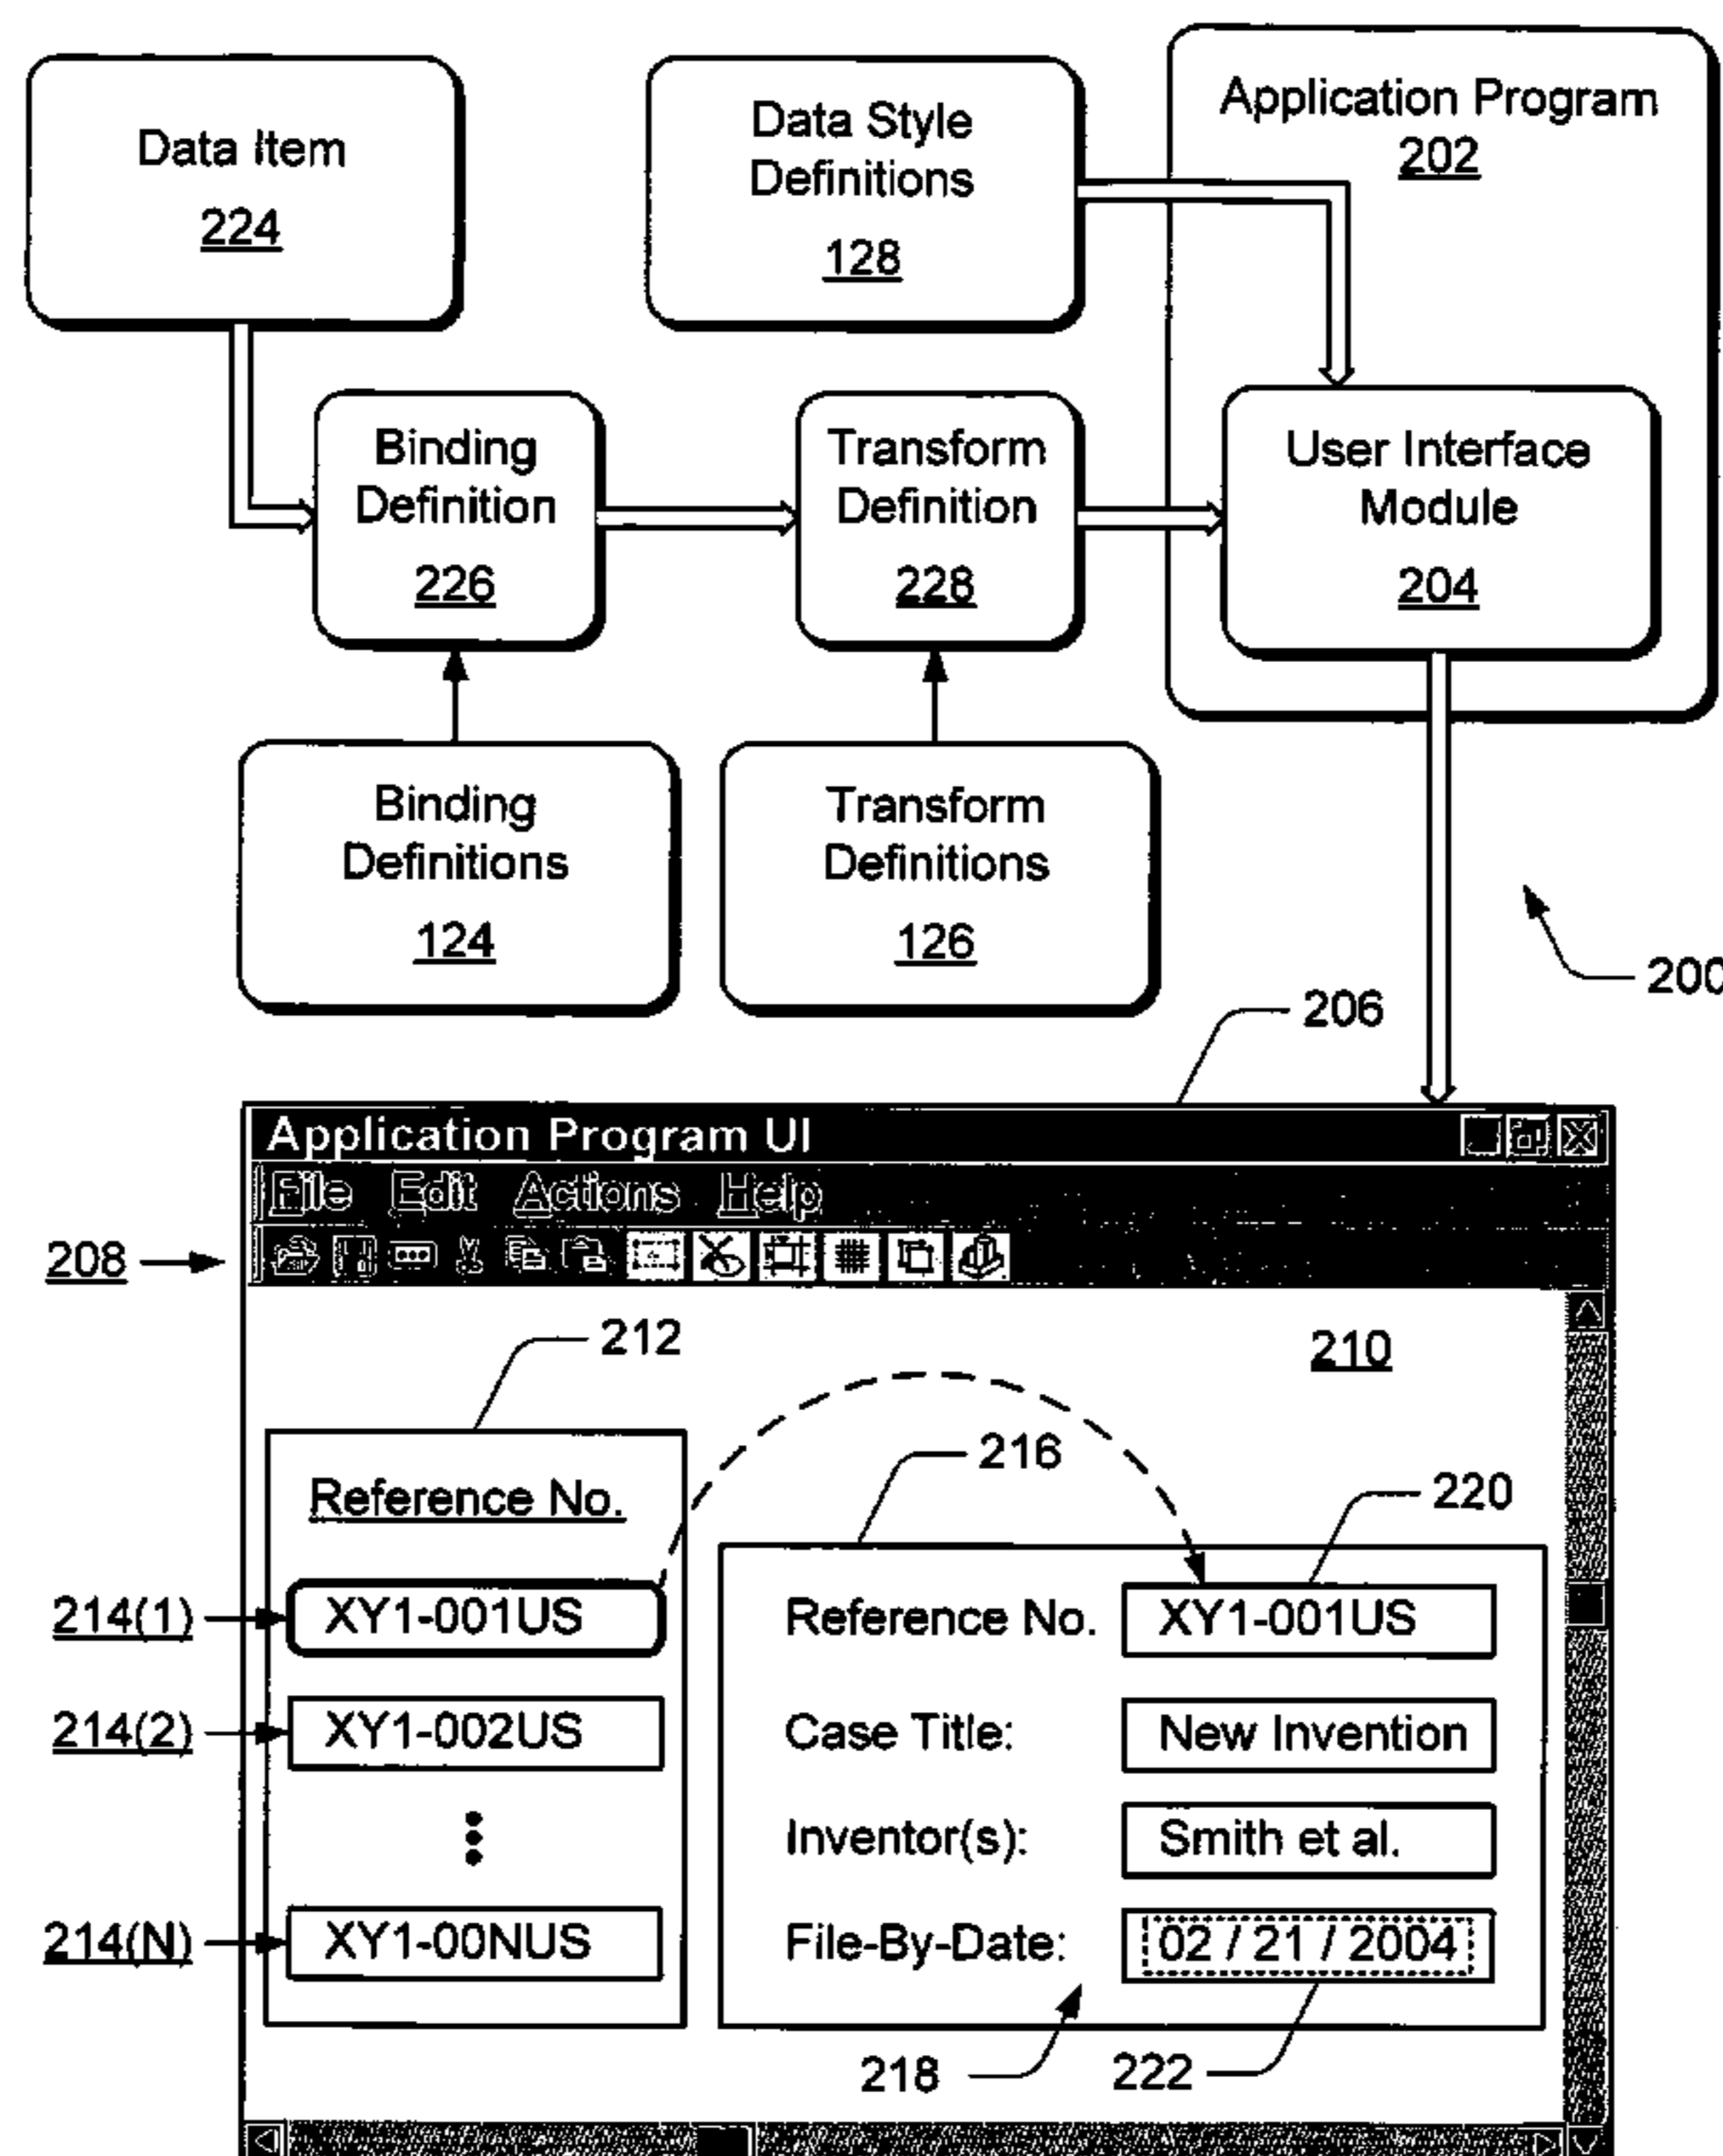 Data Item
224
Data Style
Definitions
128
Application Program
202
Binding
Definition
226
Transform
Definition
228
User Interface
Module
204
Binding
Definitions
124
Transform
Definitions
126
200
206
Application Program UI
File Edit Actions Help
208
212
210
216
220
Reference No.
214(1)
XY1-001US
Reference No.
XY1-001US
214(2)
XY1-002US
Case Title:
New Invention
Inventor(s):
Smith et al.
214(N)
XY1-00NUS
File-By-Date:
02 / 21 / 2004
218
222